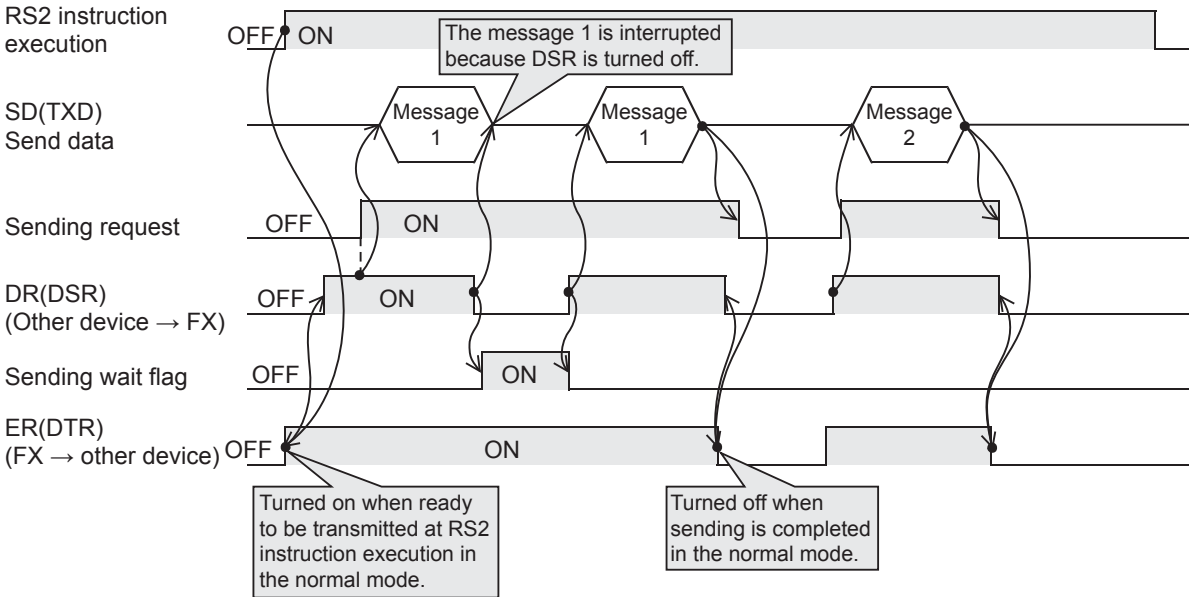 RS2 instruction
execution
OFF
ON
The message 1 is interrupted
because DSR is turned off.
SD(TXD)
Send data
Message
1
Message
1
Message
2
Sending request
OFF
ON
DR(DSR)
(Other device → FX)
OFF
ON
Sending wait flag
OFF
ON
ER(DTR)
(FX → other device)
OFF
ON
Turned on when ready
to be transmitted at RS2
instruction execution in
the normal mode.
Turned off when
sending is completed
in the normal mode.